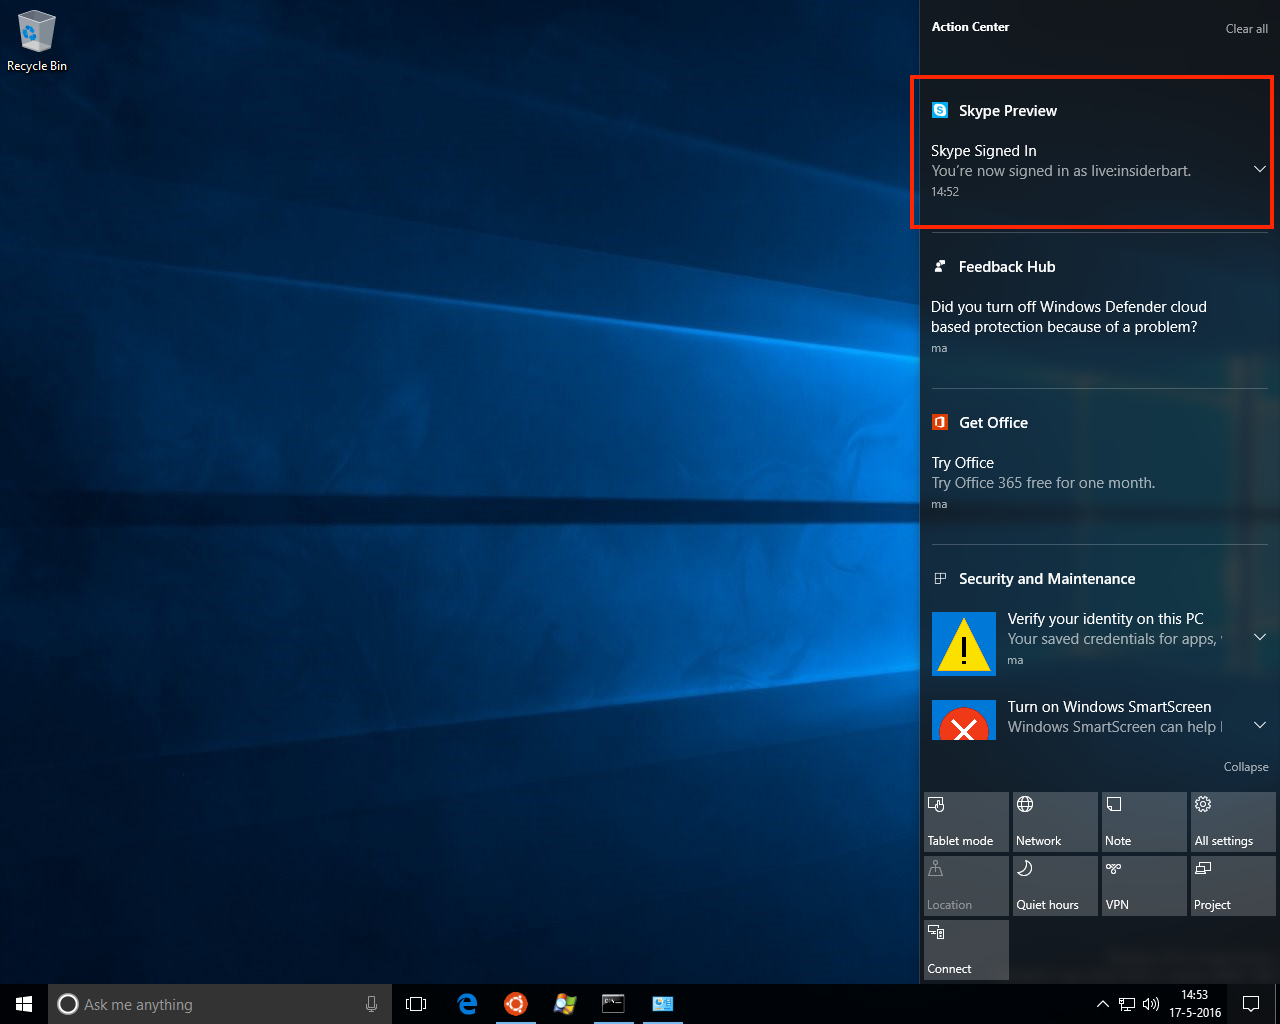 Recycle Bin
Action Center
Clear all
Skype Preview
Skype Signed In
You're now signed in as live:insiderbart.
14:52
Feedback Hub
Did you turn off Windows Defender cloud
based protection because of a problem?
ma
Get Office
Try Office
Try Office 365 free for one month.
ma
Security and Maintenance
Verify your identity on this PC
Your saved credentials for apps,
ma
Turn on Windows SmartScreen
Windows SmartScreen can help
Collapse
Tablet mode
Network
Note
All settings
Location
Quiet hours
VPN
Project
Connect
Ask me anything
14:53
17-5-2016